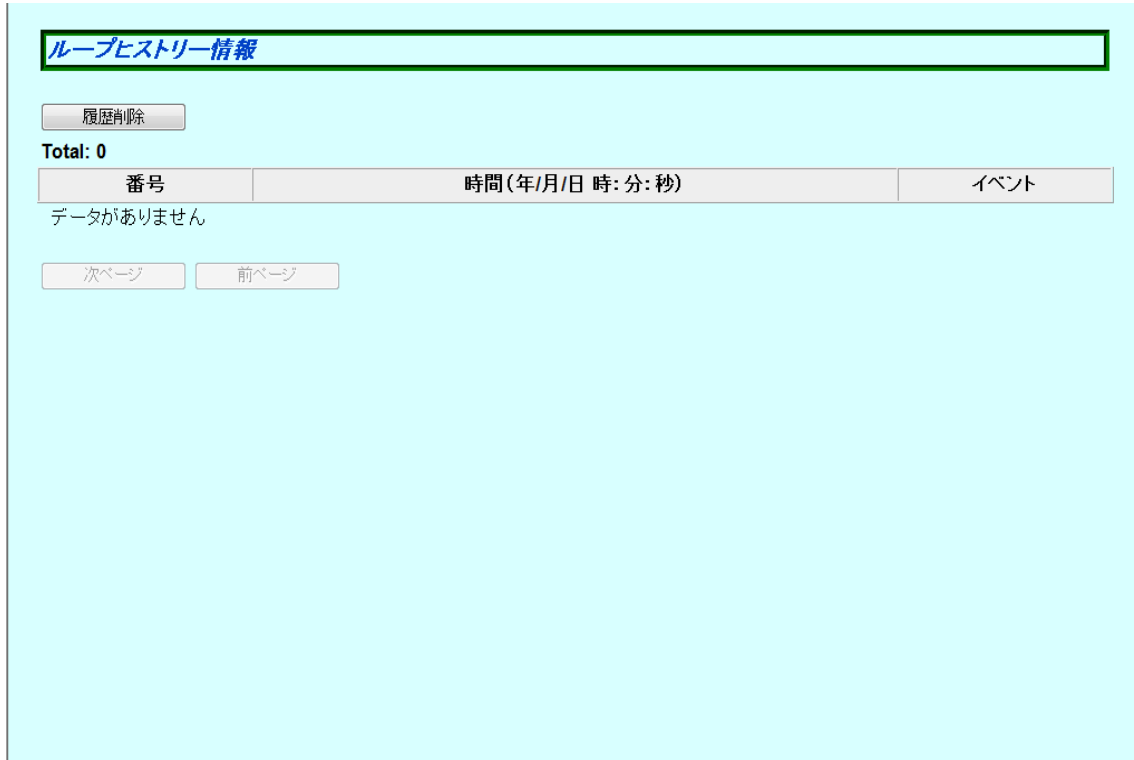 ループヒストリー情報
履歴削除
Total: 0
番号 時間(年/月/日 時:分:秒) イベント
データがありません
次ページ 前ページ